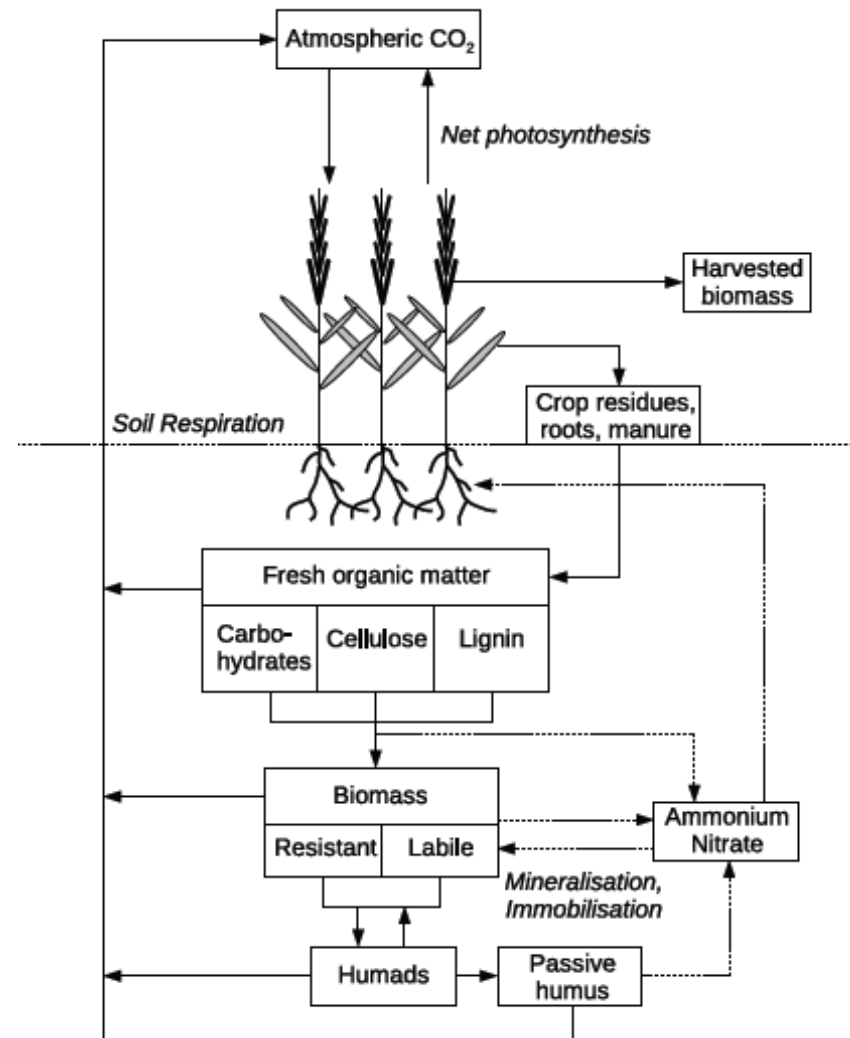 Atmospheric CO₂
Net photosynthesis
Harvested
biomass
Crop residues,
roots, manure
Soil Respiration
Fresh organic matter
Carbo-
hydrates
Cellulose
Lignin
Biomass
Resistant
Labile
Ammonium
Nitrate
Mineralisation,
Immobilisation
Humads
Passive
humus